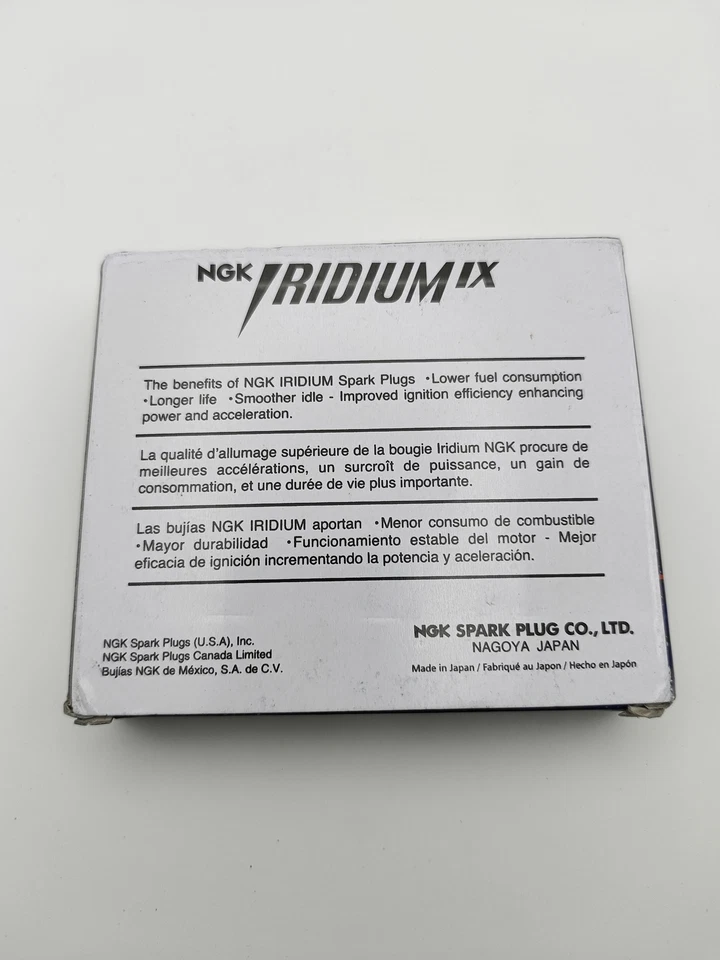 NGK IRIDIUM IX
The benefits of NGK IRIDIUM Spark Plugs •Lower fuel consumption
•Longer life •Smoother idle - Improved ignition efficiency enhancing
power and acceleration.
La qualité d'allumage supérieure de la bougie Iridium NGK procure de
meilleures accélérations, un surcroît de puissance, un gain de
consommation, et une durée de vie plus importante.
Las bujías NGK IRIDIUM aportan •Menor consumo de combustible
•Mayor durabilidad •Funcionamiento estable del motor - Mejor
eficacia de ignición incrementando la potencia y aceleración.
NGK Spark Plugs (U.S.A), Inc.
NGK Spark Plugs Canada Limited
Bujías NGK de México, S.A. de C.V.
NGK SPARK PLUG CO., LTD.
NAGOYA JAPAN
Made in Japan / Fabriqué au Japon / Hecho en Japón